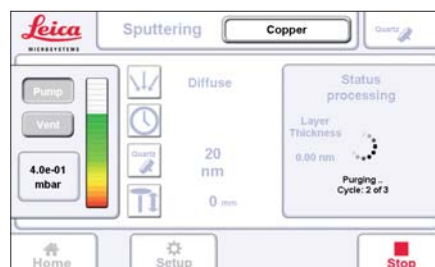 Leica
MICROSYSTEMS
Sputtering
Copper
Quartz
Pump
Vent
4.0e-01
mbar
Diffuse
Quartz
20
nm
0 mm
Status
processing
Layer
Thickness
0.00 nm
Purging ..
Cycle: 2 of 3
Home
Setup
Stop